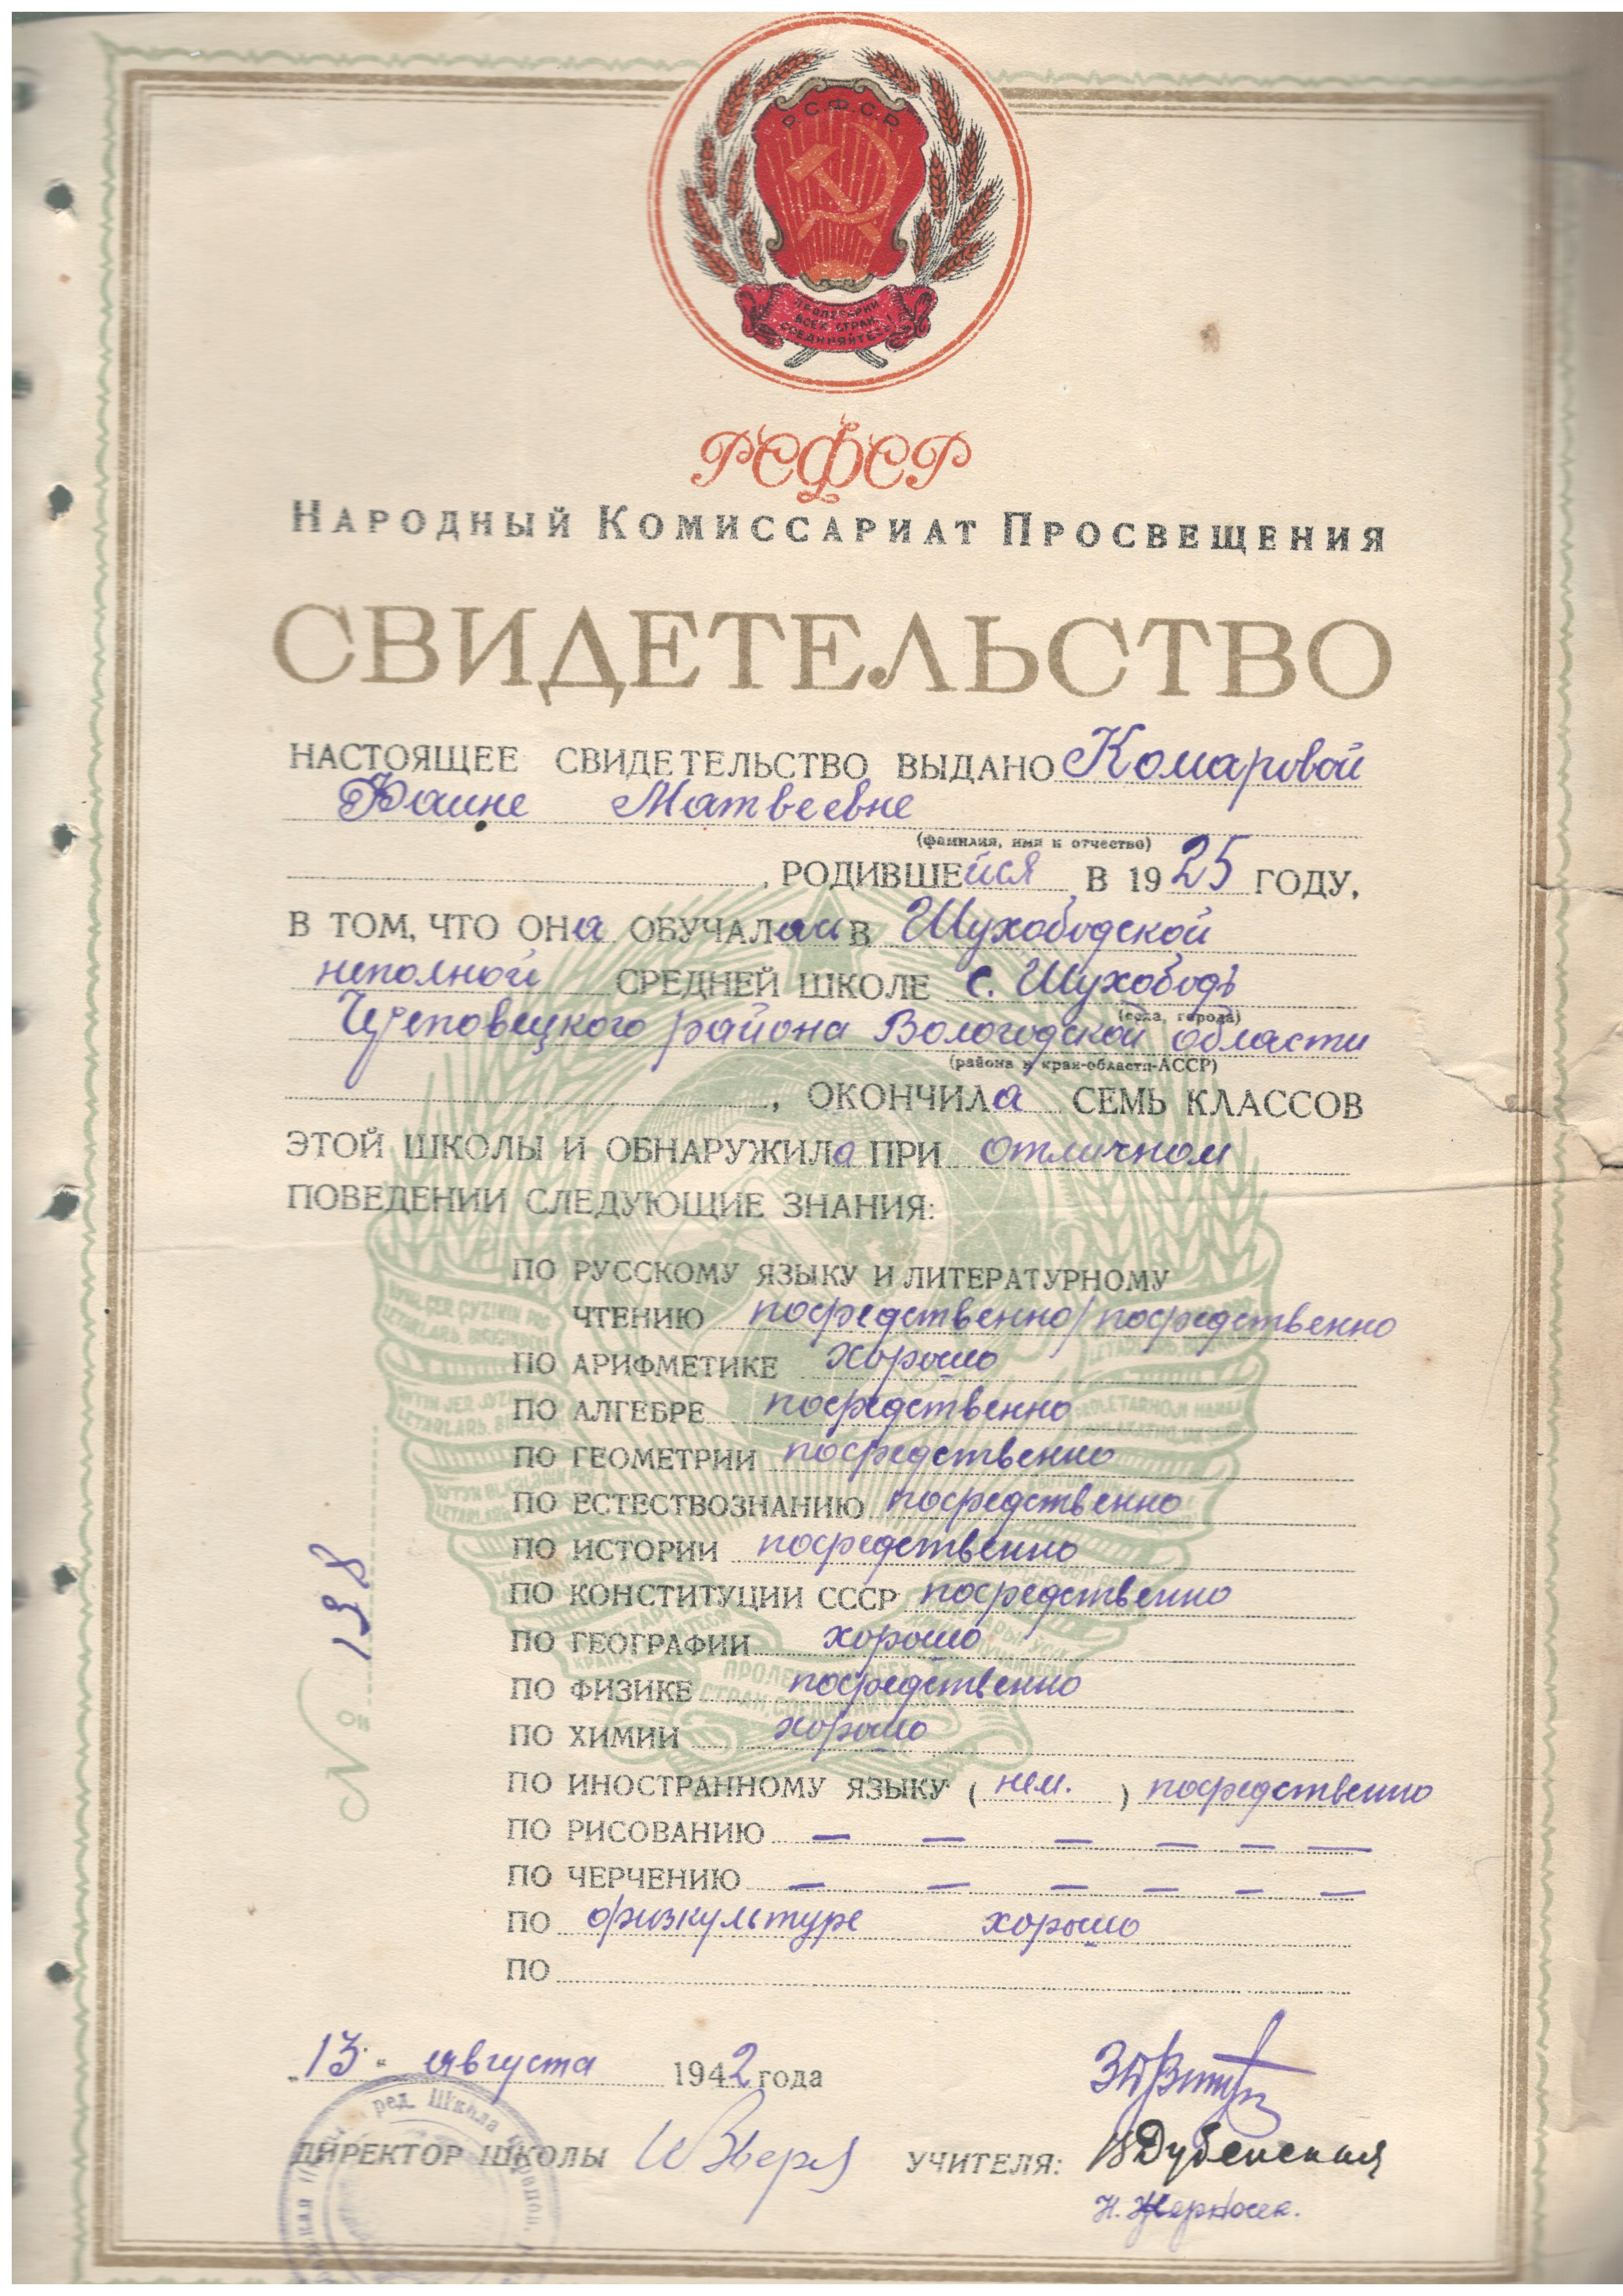 Р.С.Ф.С.Р.
ПРОЛЕТАРИИ
ВСЕХ СТРАН,
СОЕДИНЯЙТЕСЬ!
РСФСР
НАРОДНЫЙ КОМИССАРИАТ ПРОСВЕЩЕНИЯ
СВИДЕТЕЛЬСТВО
НАСТОЯЩЕЕ СВИДЕТЕЛЬСТВО ВЫДАНО Комаровой
Фаине Матвеевне
(фамилия, имя и отчество)
, РОДИВШЕйся В 1925 ГОДУ,
В ТОМ, ЧТО ОНа ОБУЧАЛась В Шухободской
неполной СРЕДНЕЙ ШКОЛЕ с. Шухободь
(села, города)
Череповецкого района Вологодской области
(района и края-области-АССР)
, ОКОНЧИЛа СЕМЬ КЛАССОВ
ЭТОЙ ШКОЛЫ И ОБНАРУЖИЛа ПРИ отличном
ПОВЕДЕНИИ СЛЕДУЮЩИЕ ЗНАНИЯ:
ПО РУССКОМУ ЯЗЫКУ И ЛИТЕРАТУРНОМУ
ЧТЕНИЮ посредственно/посредственно
ПО АРИФМЕТИКЕ хорошо
ПО АЛГЕБРЕ посредственно
ПО ГЕОМЕТРИИ посредственно
ПО ЕСТЕСТВОЗНАНИЮ посредственно
ПО ИСТОРИИ посредственно
ПО КОНСТИТУЦИИ СССР посредственно
ПО ГЕОГРАФИИ хорошо
ПО ФИЗИКЕ посредственно
ПО ХИМИИ хорошо
ПО ИНОСТРАННОМУ ЯЗЫКУ (нем.) посредственно
ПО РИСОВАНИЮ — — — — — —
ПО ЧЕРЧЕНИЮ — — — — — —
ПО физкультуре хорошо
ПО
№ 138
"13" августа 1942 года
ДИРЕКТОР ШКОЛЫ УЧИТЕЛЯ:
ВДубенская
ред. Школа